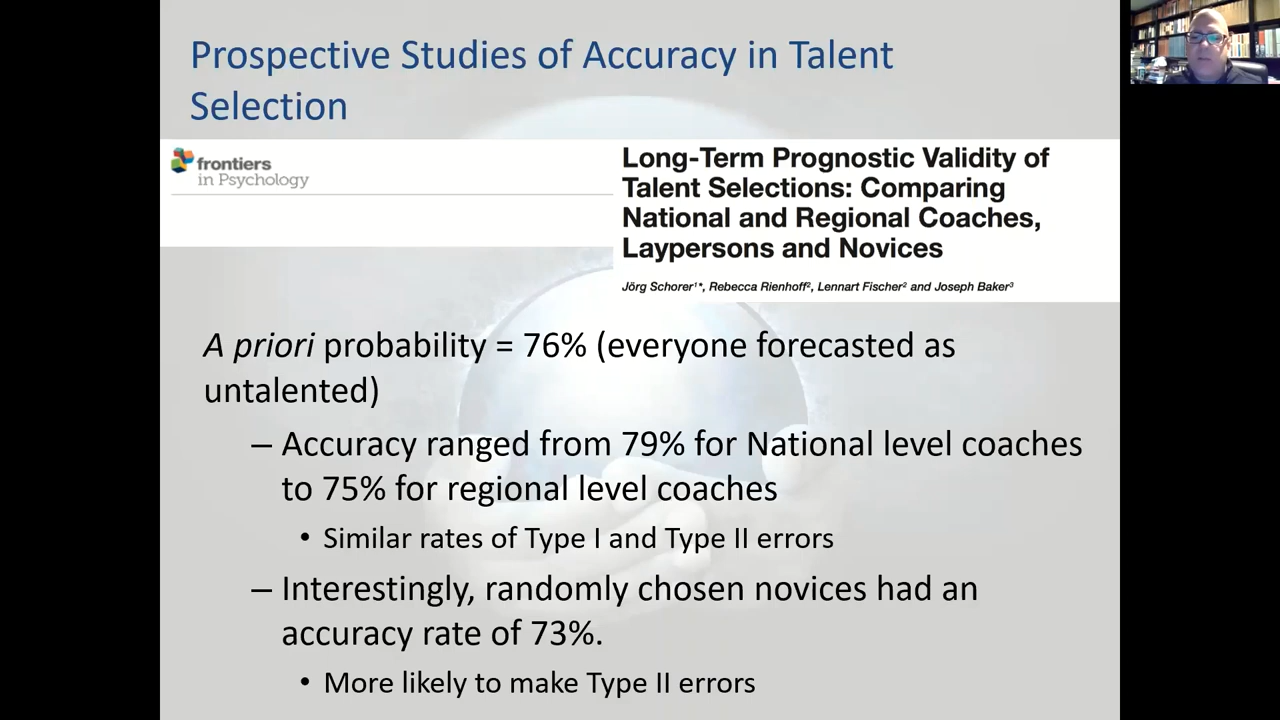 Prospective Studies of Accuracy in Talent
Selection
frontiers
in Psychology
Long-Term Prognostic Validity of
Talent Selections: Comparing
National and Regional Coaches,
Laypersons and Novices
Jörg Schorer¹*, Rebecca Rienhoff², Lennart Fischer² and Joseph Baker³
A priori probability = 76% (everyone forecasted as
untalented)
– Accuracy ranged from 79% for National level coaches
to 75% for regional level coaches
• Similar rates of Type I and Type II errors
– Interestingly, randomly chosen novices had an
accuracy rate of 73%.
• More likely to make Type II errors